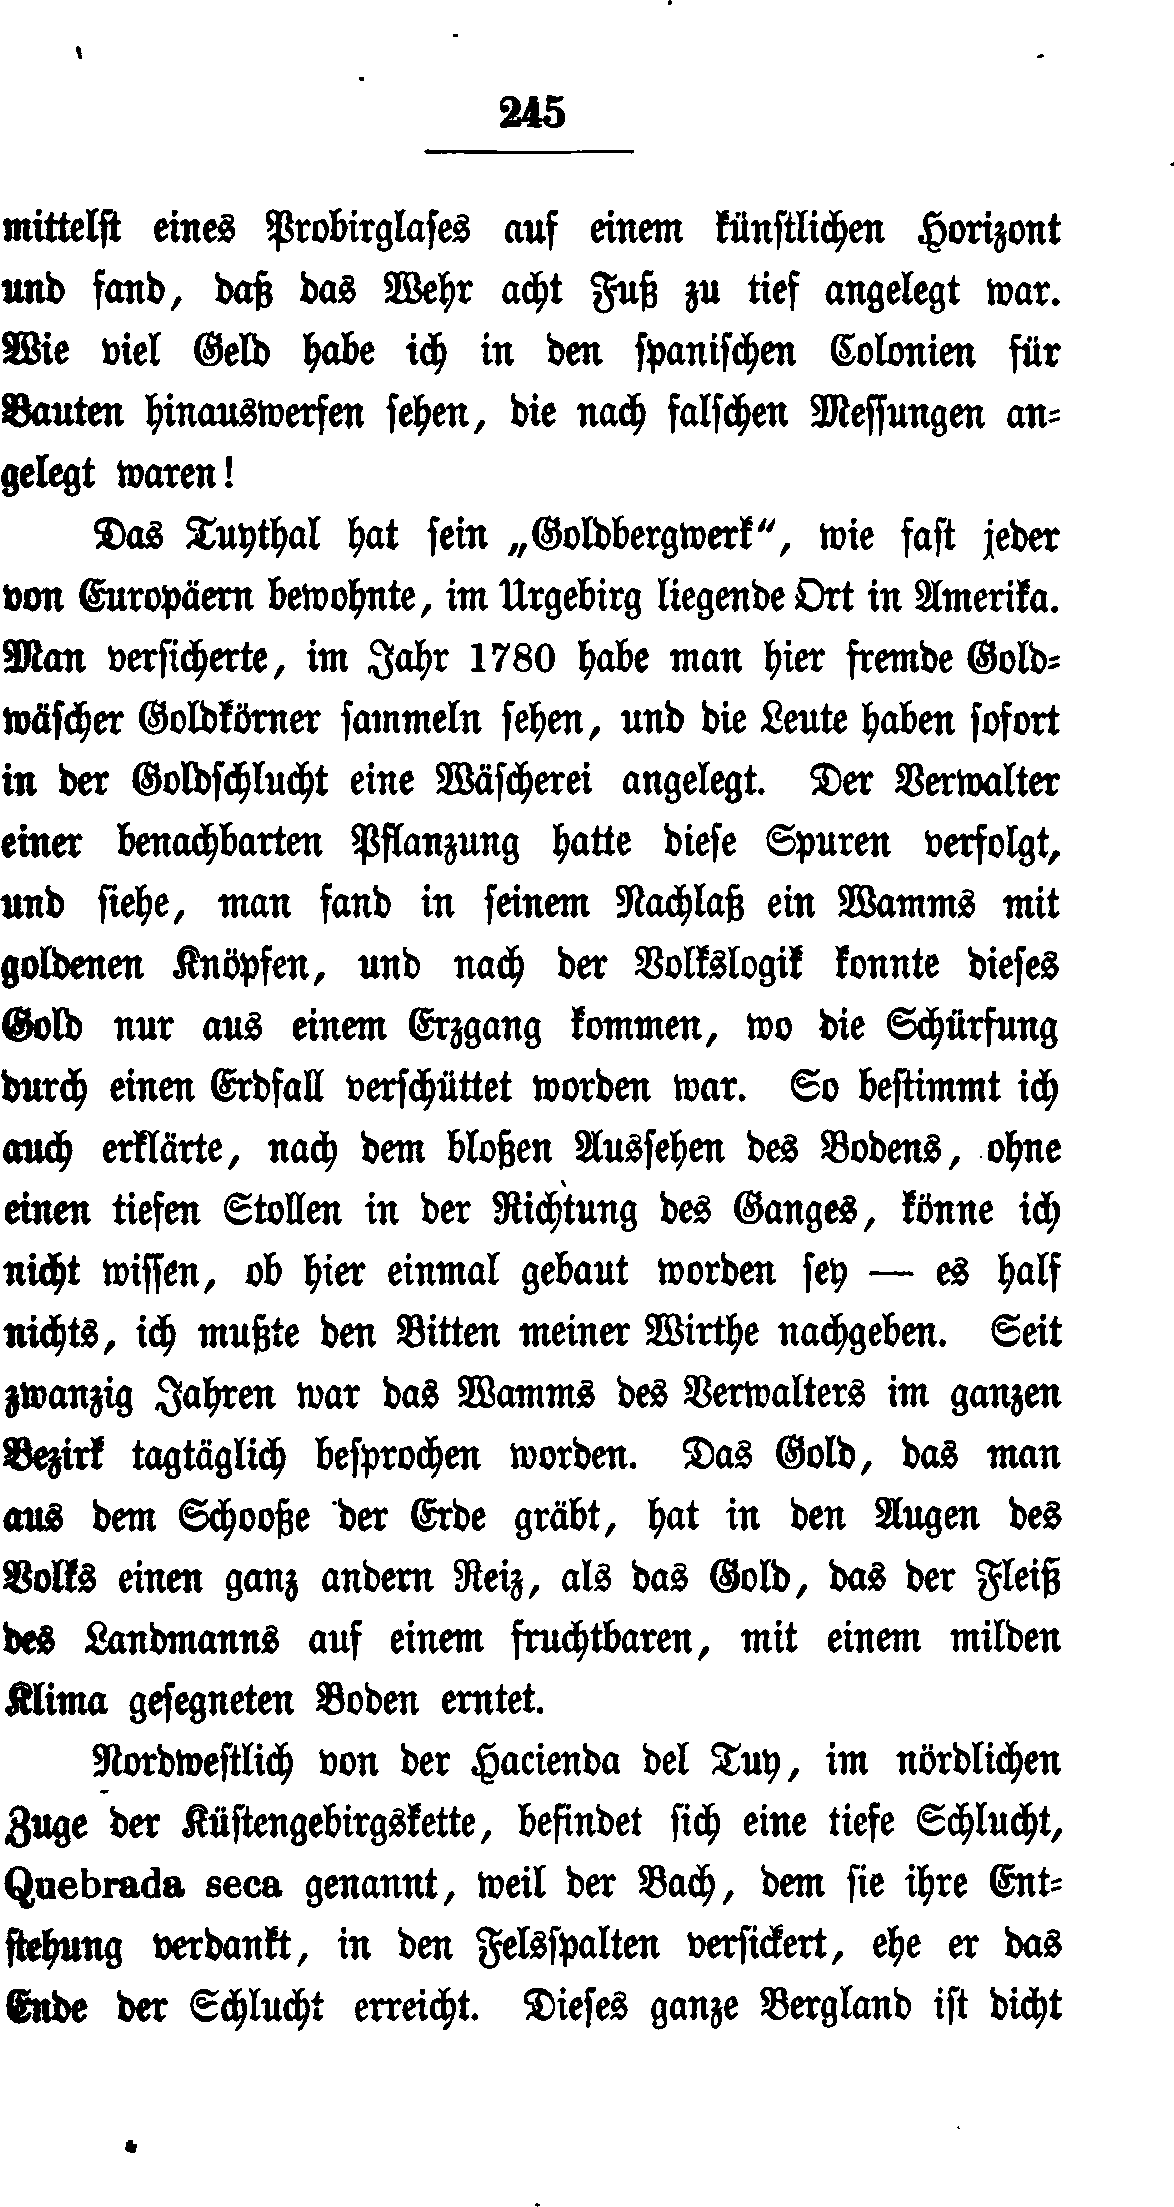 245
mittelſt eines Probirglaſes auf einem künſtlichen Horizont
und fand, daß das Wehr acht Fuß zu tief angelegt war.
Wie viel Geld habe ich in den ſpaniſchen Colonien für
Bauten hinauswerfen ſehen, die nach falſchen Meſſungen an-
gelegt waren!
Das Tuythal hat ſein „Goldbergwerk“, wie faſt jeder
von Europäern bewohnte, im Urgebirg liegende Ort in Amerika.
Man verſicherte, im Jahr 1780 habe man hier fremde Gold-
wäſcher Goldkörner ſammeln ſehen, und die Leute haben ſofort
in der Goldſchlucht eine Wäſcherei angelegt. Der Verwalter
einer benachbarten Pflanzung hatte dieſe Spuren verfolgt,
und ſiehe, man fand in ſeinem Nachlaß ein Wamms mit
goldenen Knöpfen, und nach der Volkslogik konnte dieſes
Gold nur aus einem Erzgang kommen, wo die Schürfung
durch einen Erdfall verſchüttet worden war. So beſtimmt ich
auch erklärte, nach dem bloßen Ausſehen des Bodens, ohne
einen tiefen Stollen in der Richtung des Ganges, könne ich
nicht wiſſen, ob hier einmal gebaut worden ſey — es half
nichts, ich mußte den Bitten meiner Wirthe nachgeben. Seit
zwanzig Jahren war das Wamms des Verwalters im ganzen
Bezirk tagtäglich beſprochen worden. Das Gold, das man
aus dem Schooße der Erde gräbt, hat in den Augen des
Volks einen ganz andern Reiz, als das Gold, das der Fleiß
des Landmanns auf einem fruchtbaren, mit einem milden
Klima geſegneten Boden erntet.
Nordweſtlich von der Hacienda del Tuy, im nördlichen
Zuge der Küſtengebirgskette, befindet ſich eine tiefe Schlucht,
Quebrada seca genannt, weil der Bach, dem ſie ihre Ent-
ſtehung verdankt, in den Felsſpalten verſickert, ehe er das
Ende der Schlucht erreicht. Dieſes ganze Bergland iſt dicht